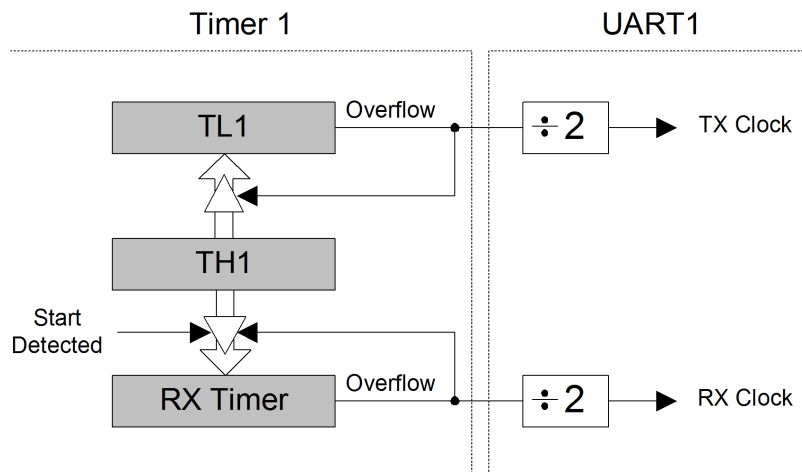 Timer 1
UART1
TL1
Overflow
÷ 2
TX Clock
TH1
Start
Detected
RX Timer
Overflow
÷ 2
RX Clock